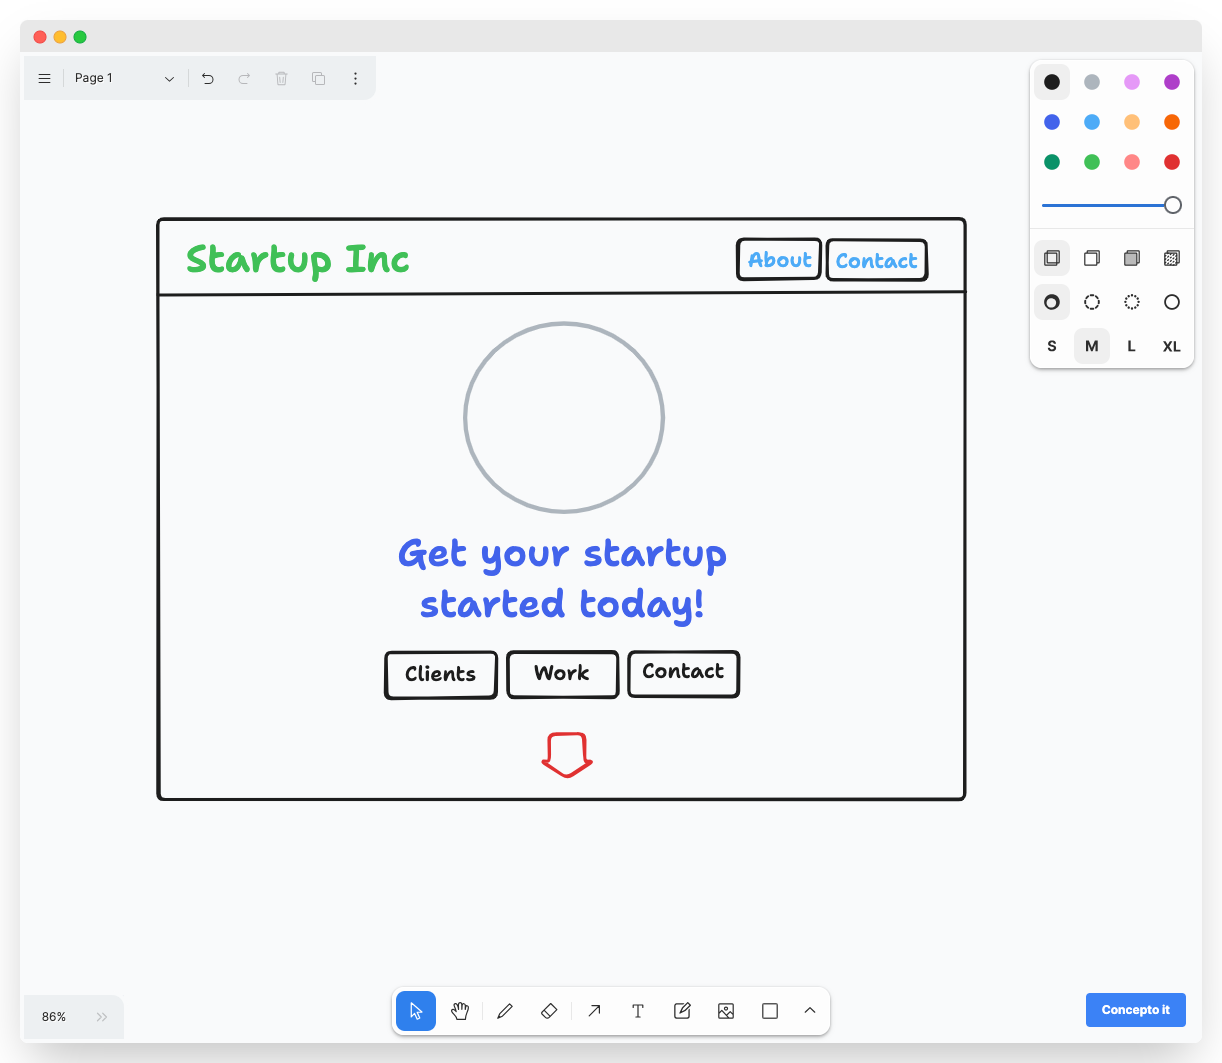 Page 1
Startup Inc
About
Contact
Get your startup
started today!
Clients
Work
Contact
S
M
L
XL
86%
T
Concepto it